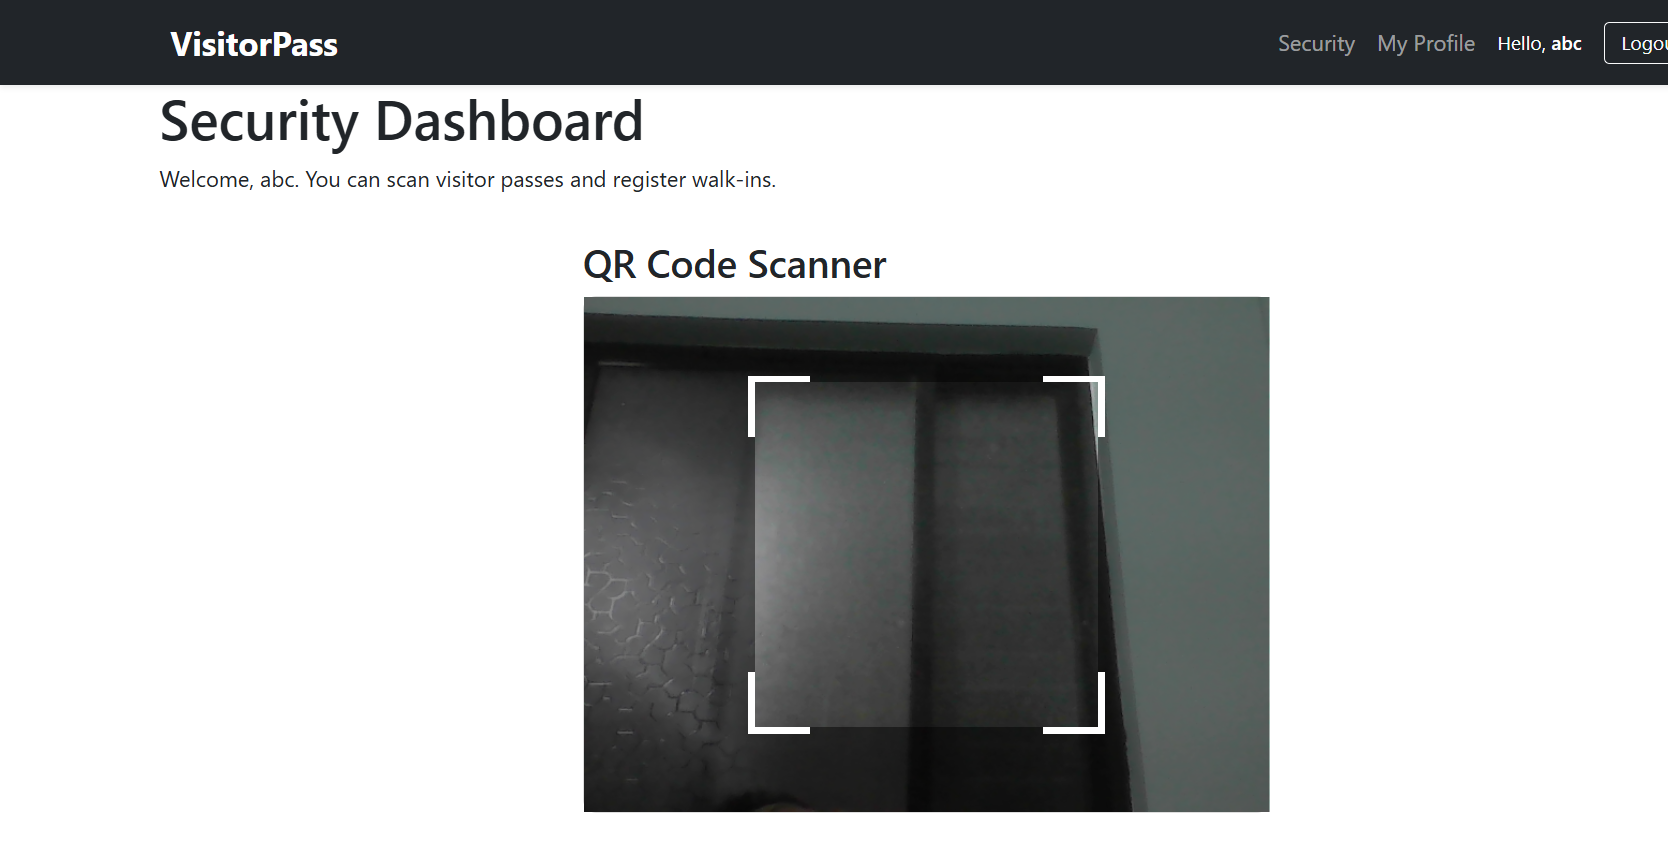 VisitorPass
Security My Profile Hello, abc
Security Dashboard
Welcome, abc. You can scan visitor passes and register walk-ins.
QR Code Scanner